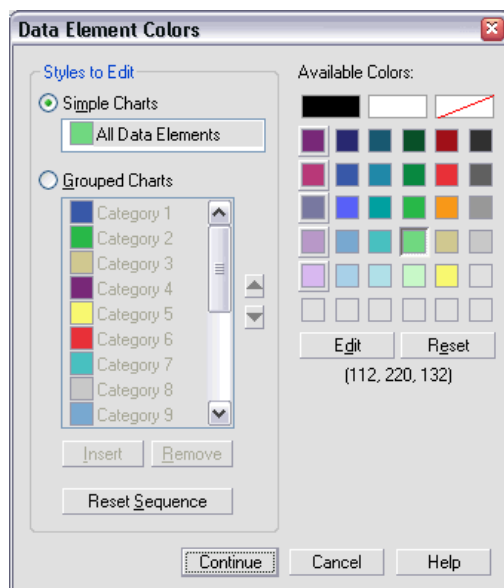 Data Element Colors
Styles to Edit
Simple Charts
All Data Elements
Grouped Charts
Category 1
Category 2
Category 3
Category 4
Category 5
Category 6
Category 7
Category 8
Category 9
Insert
Remove
Reset Sequence
Available Colors:
Edit
Reset
(112, 220, 132)
Continue
Cancel
Help